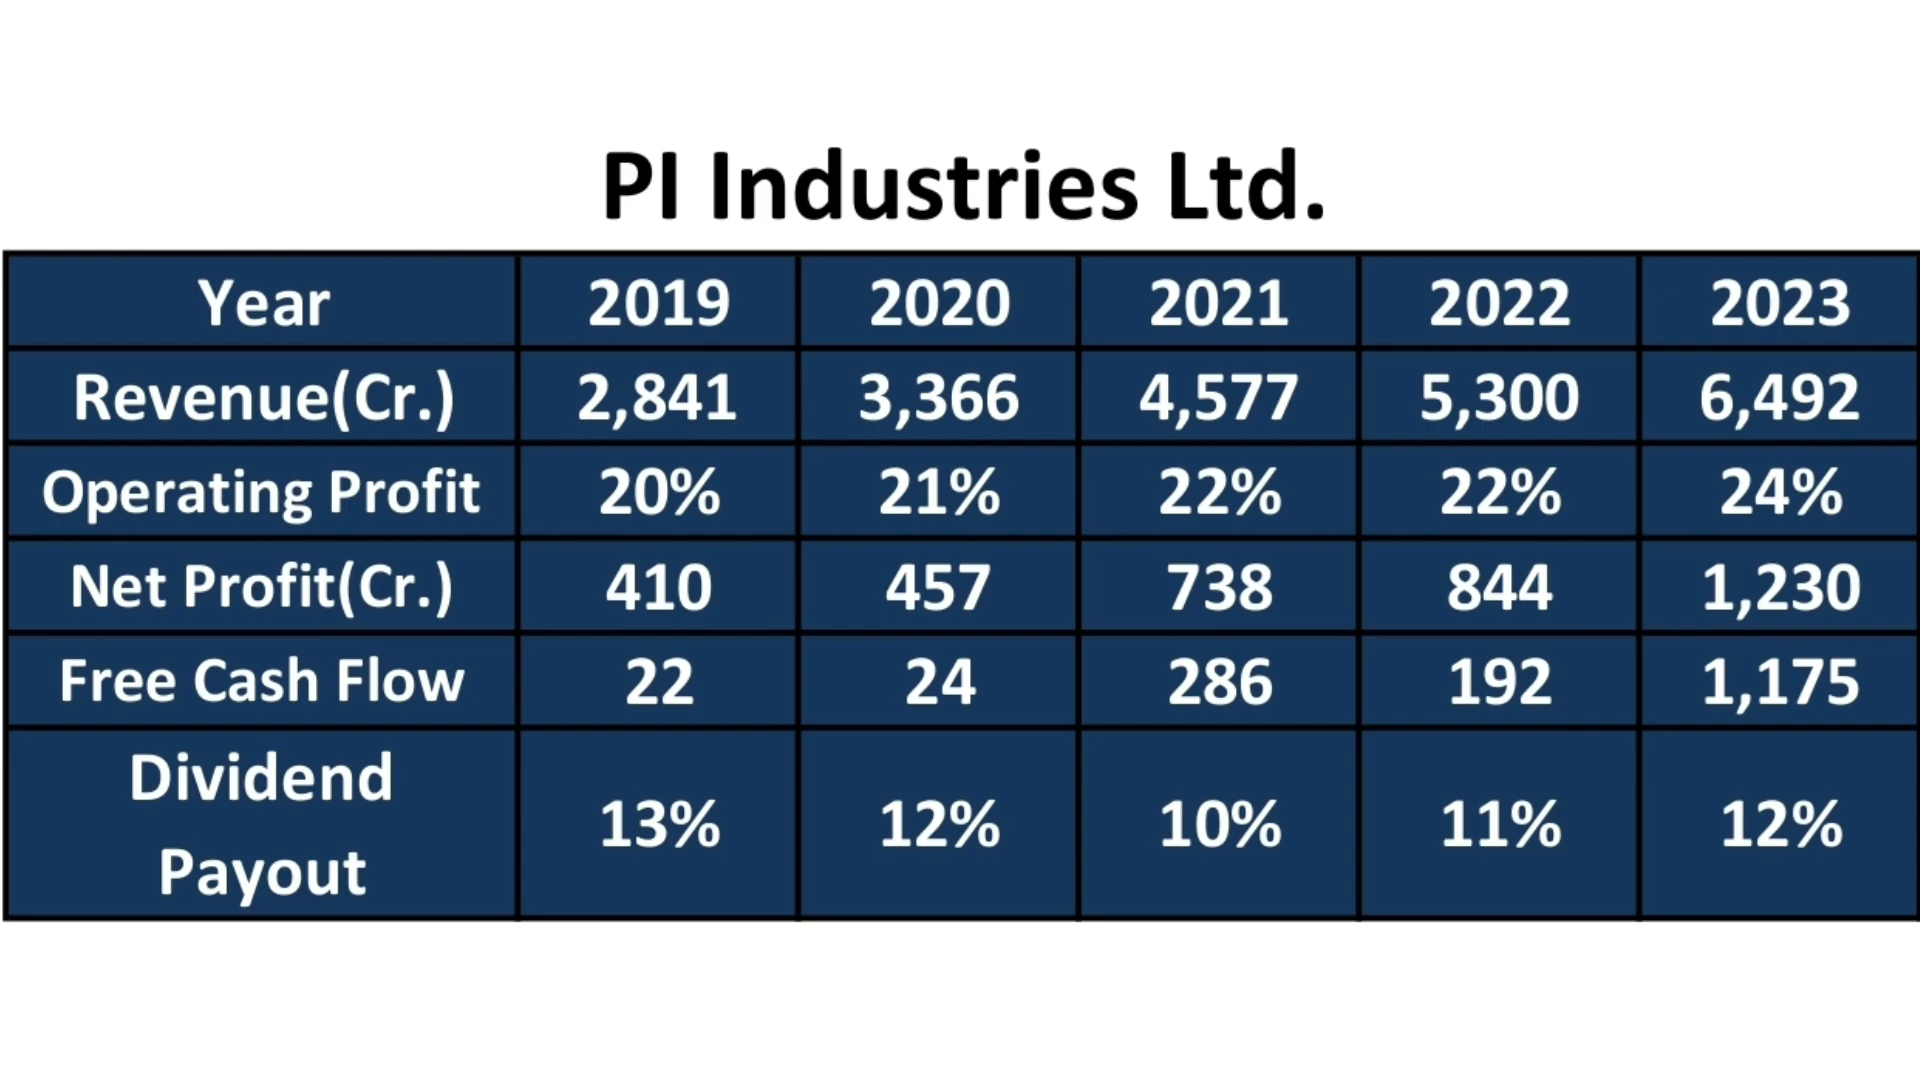 PI Industries Ltd.
Year 2019 2020 2021 2022 2023
Revenue(Cr.) 2,841 3,366 4,577 5,300 6,492
Operating Profit 20% 21% 22% 22% 24%
Net Profit(Cr.) 410 457 738 844 1,230
Free Cash Flow 22 24 286 192 1,175
Dividend
Payout 13% 12% 10% 11% 12%